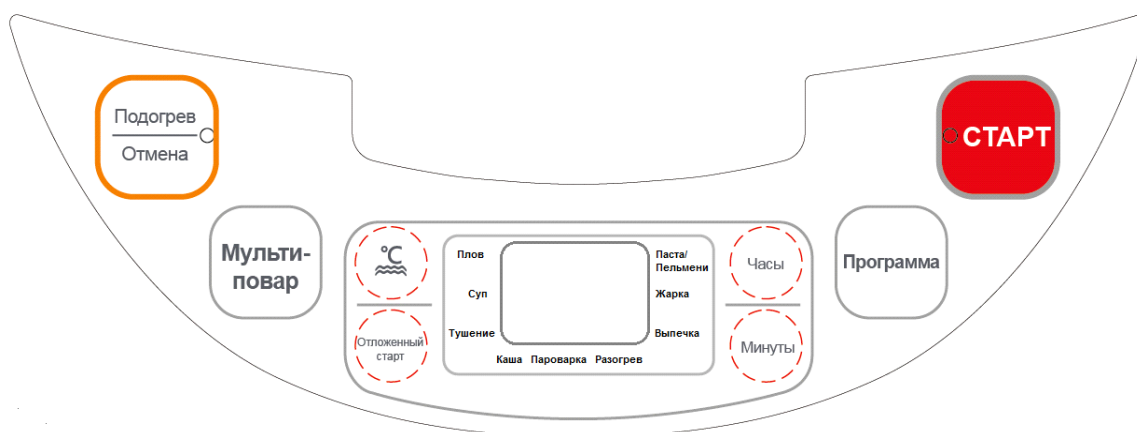 Подогрев
Отмена
СТАРТ
Мульти-
повар
°C
Отложенный
старт
Плов
Суп
Тушение
Каша Пароварка Разогрев
Паста/
Пельмени
Жарка
Выпечка
Часы
Минуты
Программа